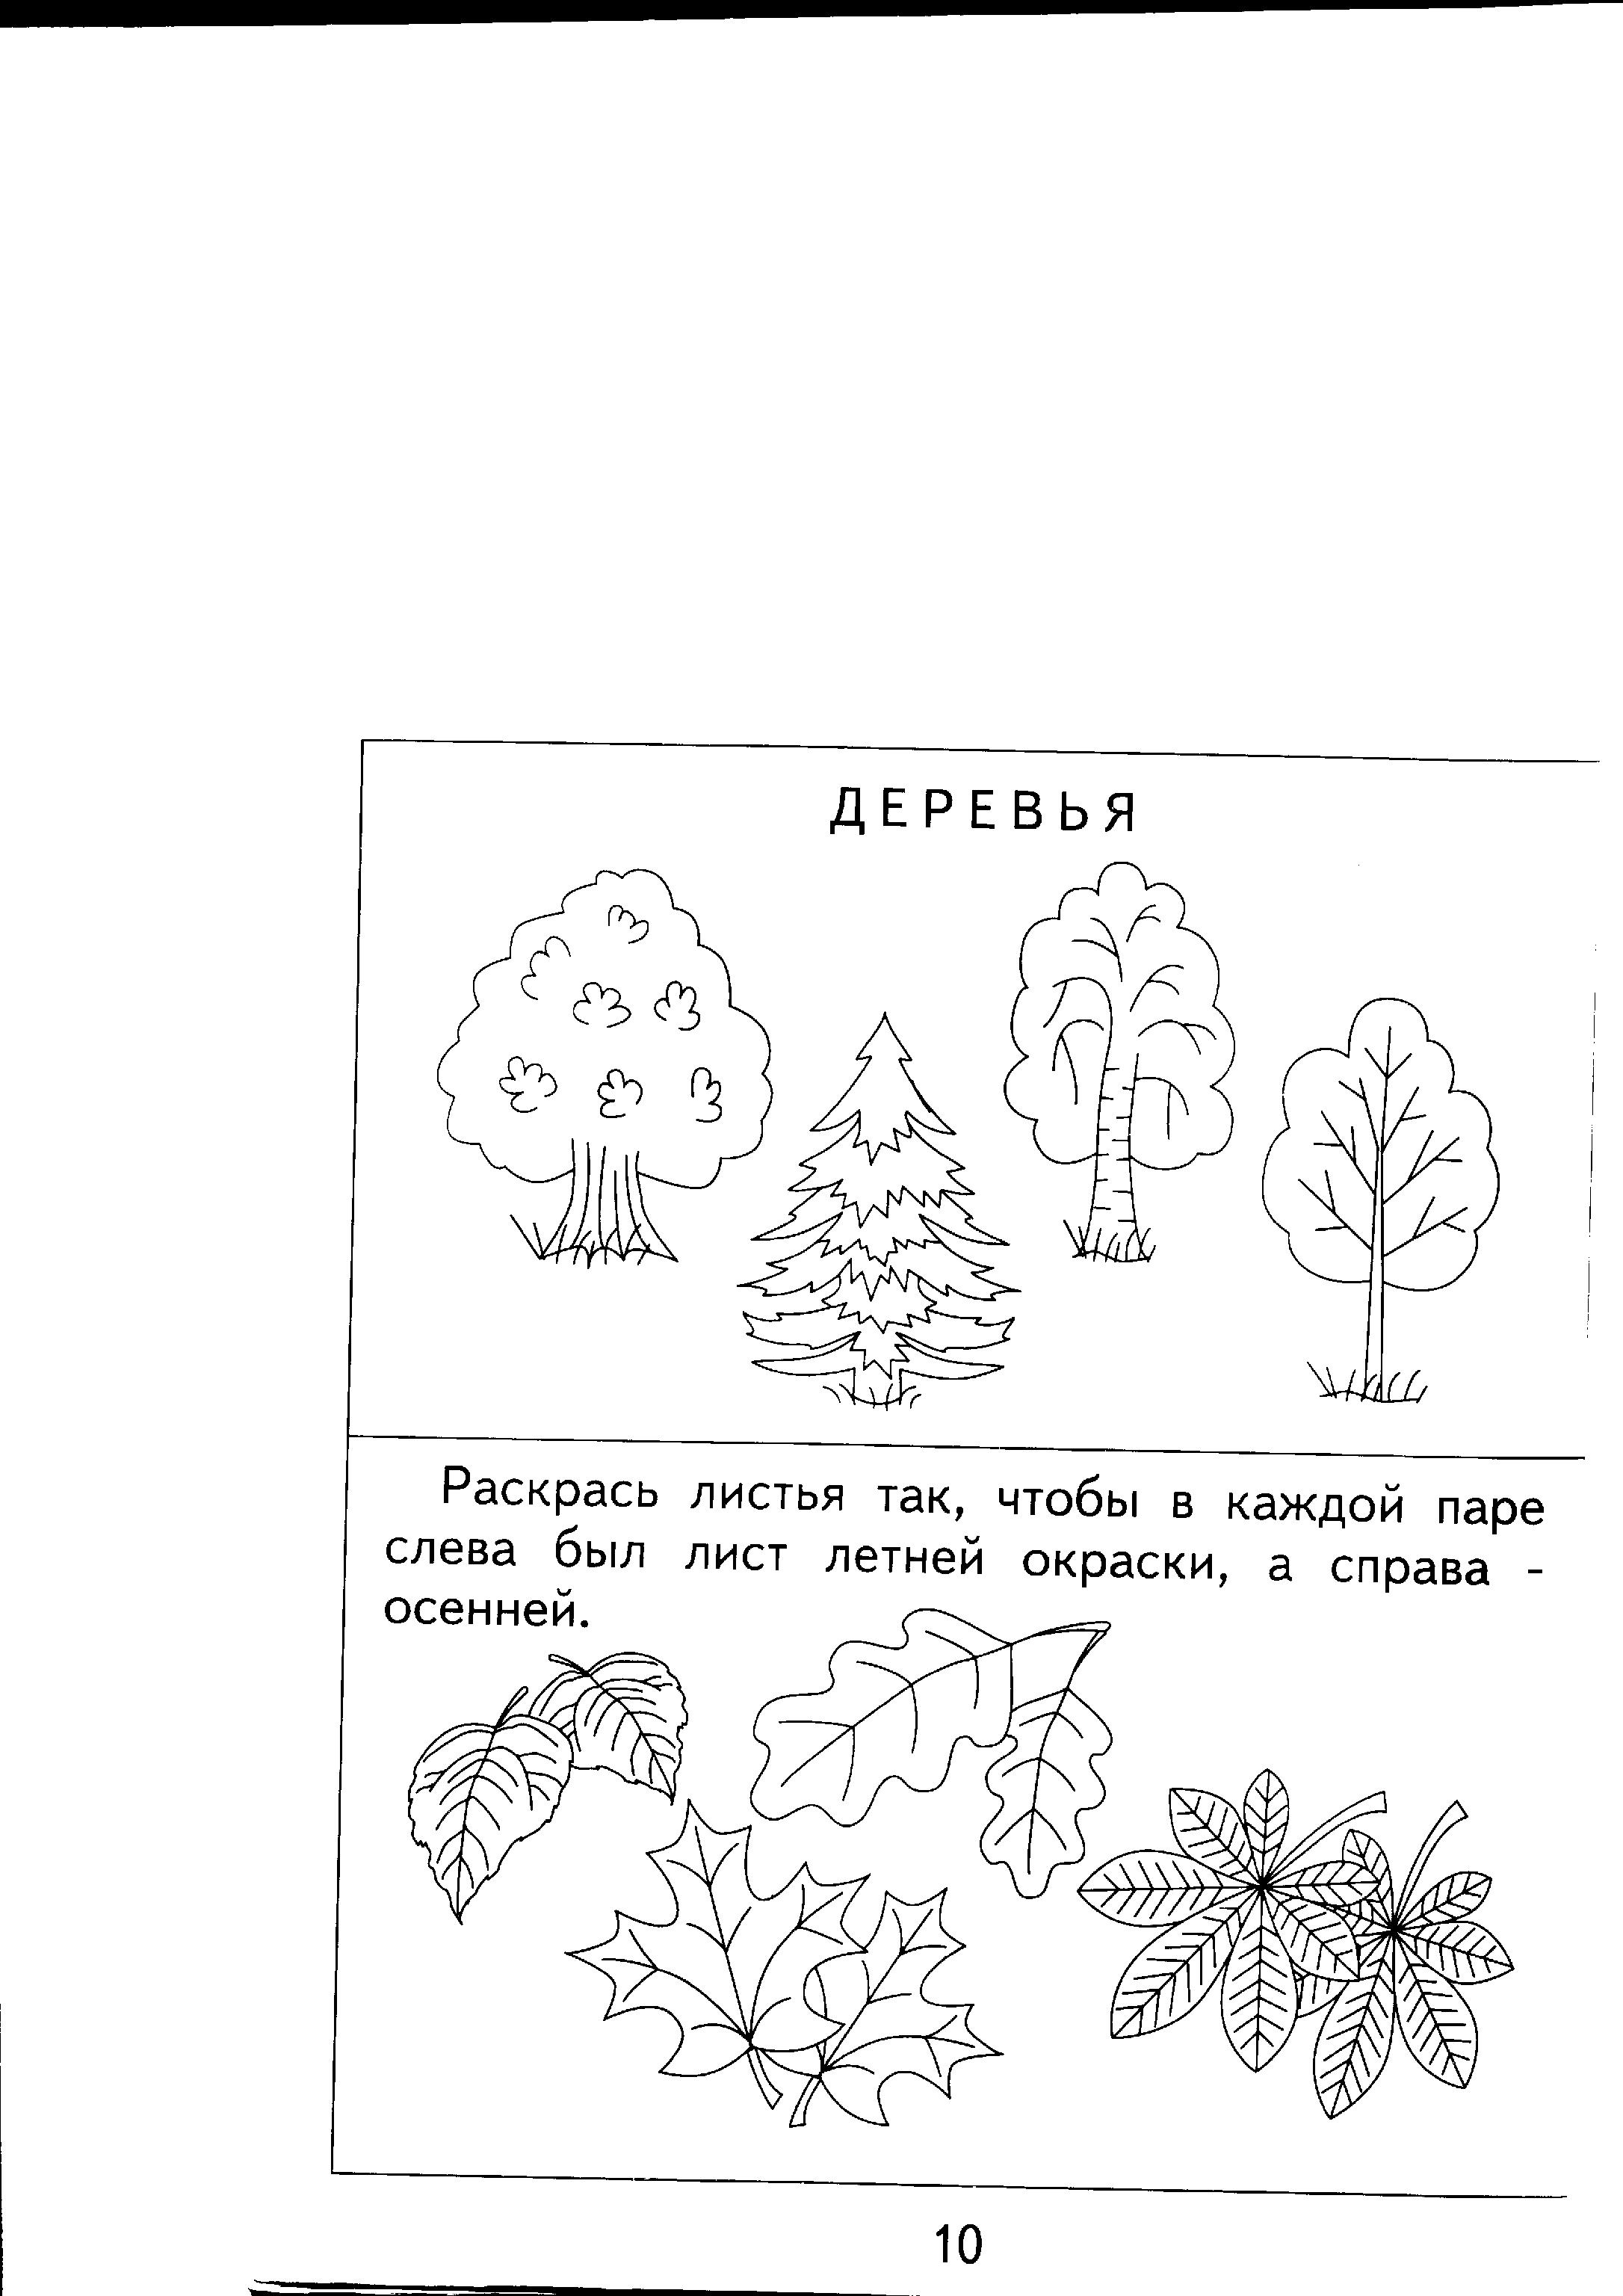 ДЕРЕВЬЯ
Раскрась листья так, чтобы в каждой паре
слева был лист летней окраски, а справа -
осенней.
10